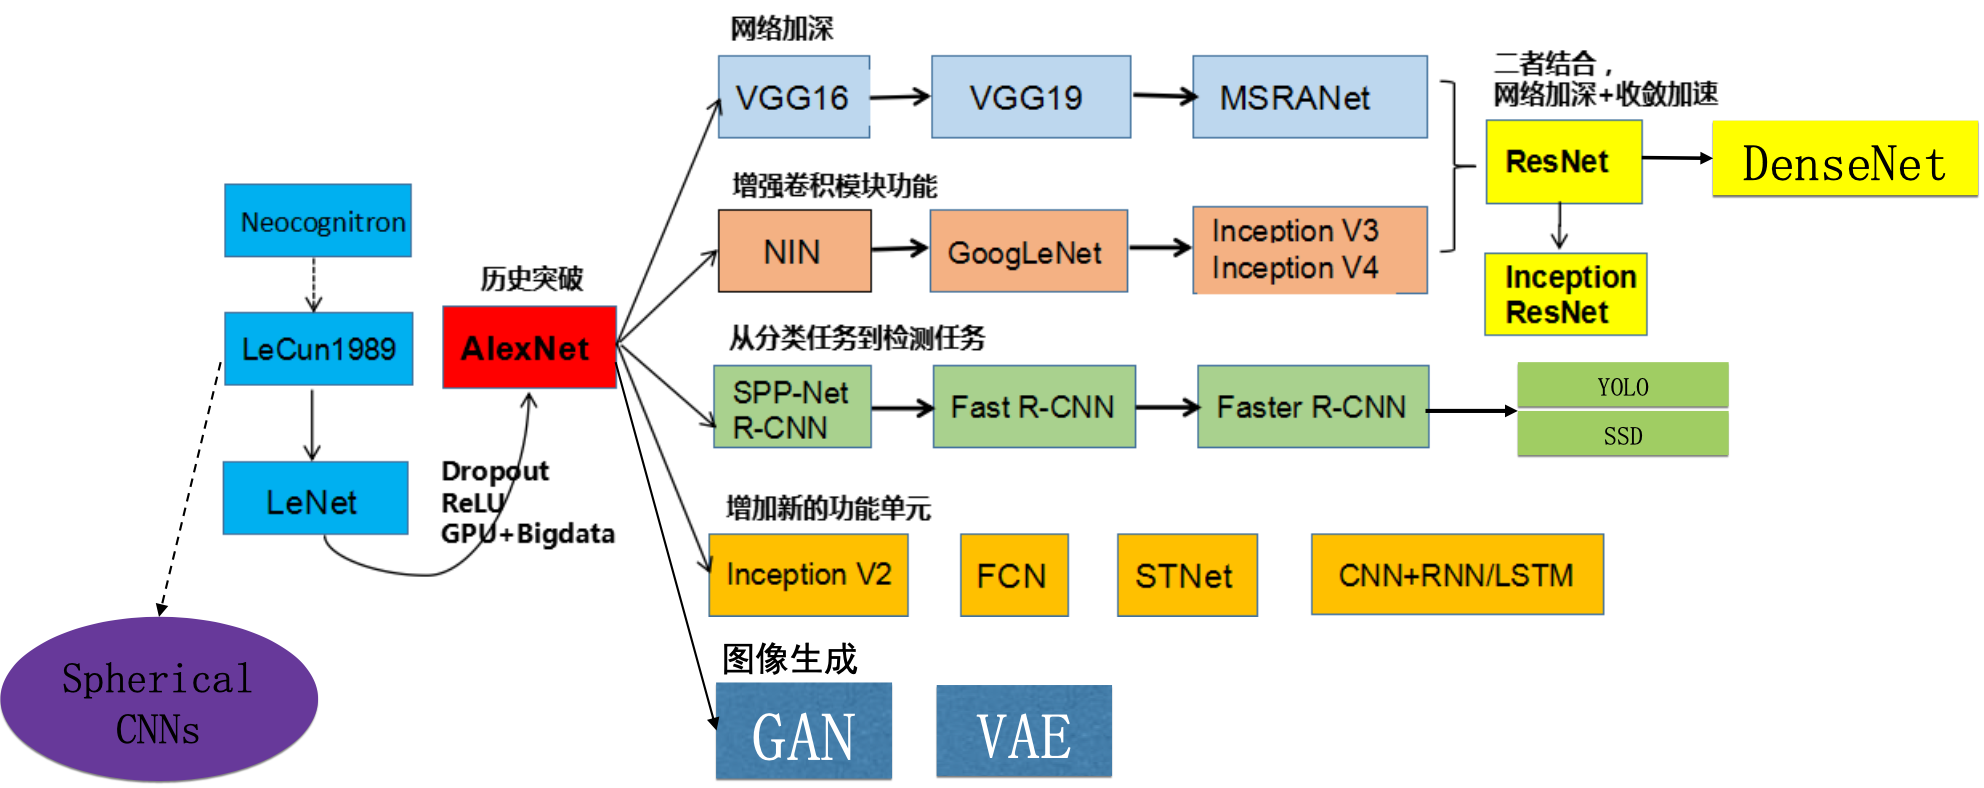 网络加深
VGG16
VGG19
MSRANet
二者结合，
网络加深+收敛加速
ResNet
DenseNet
增强卷积模块功能
NIN
GoogLeNet
Inception V3
Inception V4
Inception
ResNet
Neocognitron
历史突破
AlexNet
LeCun1989
从分类任务到检测任务
SPP-Net
R-CNN
Fast R-CNN
Faster R-CNN
YOLO
SSD
LeNet
Dropout
ReLU
GPU+Bigdata
增加新的功能单元
Inception V2
FCN
STNet
CNN+RNN/LSTM
图像生成
GAN
VAE
Spherical
CNNs